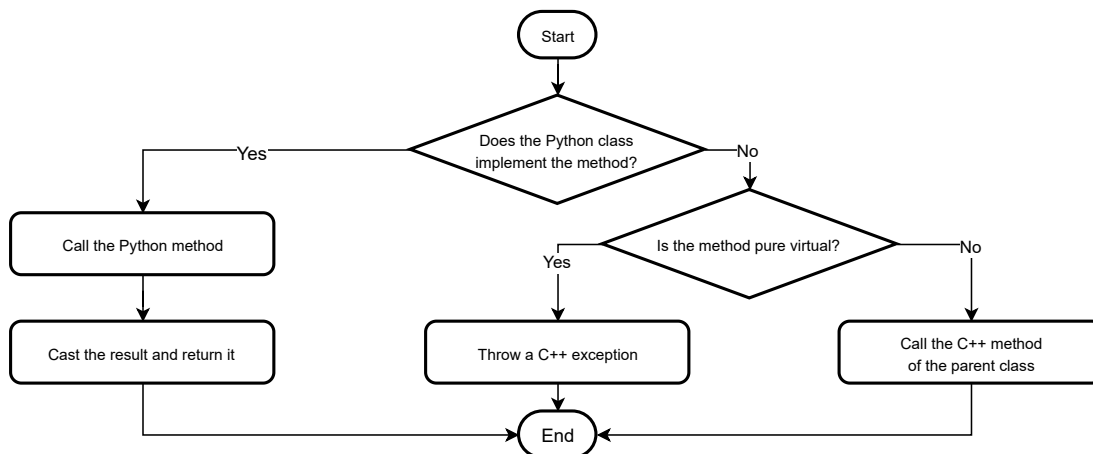 Start
Does the Python class
implement the method?
Yes
No
Call the Python method
Is the method pure virtual?
Yes
No
Cast the result and return it
Throw a C++ exception
Call the C++ method
of the parent class
End